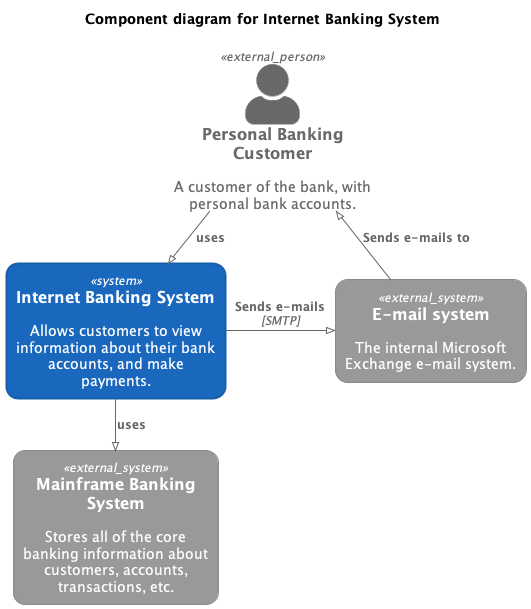 Component diagram for Internet Banking System
«external_person»
Personal Banking
Customer
A customer of the bank, with
personal bank accounts.
uses
Sends e-mails to
«system»
Internet Banking System
Allows customers to view
information about their bank
accounts, and make
payments.
Sends e-mails
[SMTP]
«external_system»
E-mail system
The internal Microsoft
Exchange e-mail system.
uses
«external_system»
Mainframe Banking
System
Stores all of the core
banking information about
customers, accounts,
transactions, etc.